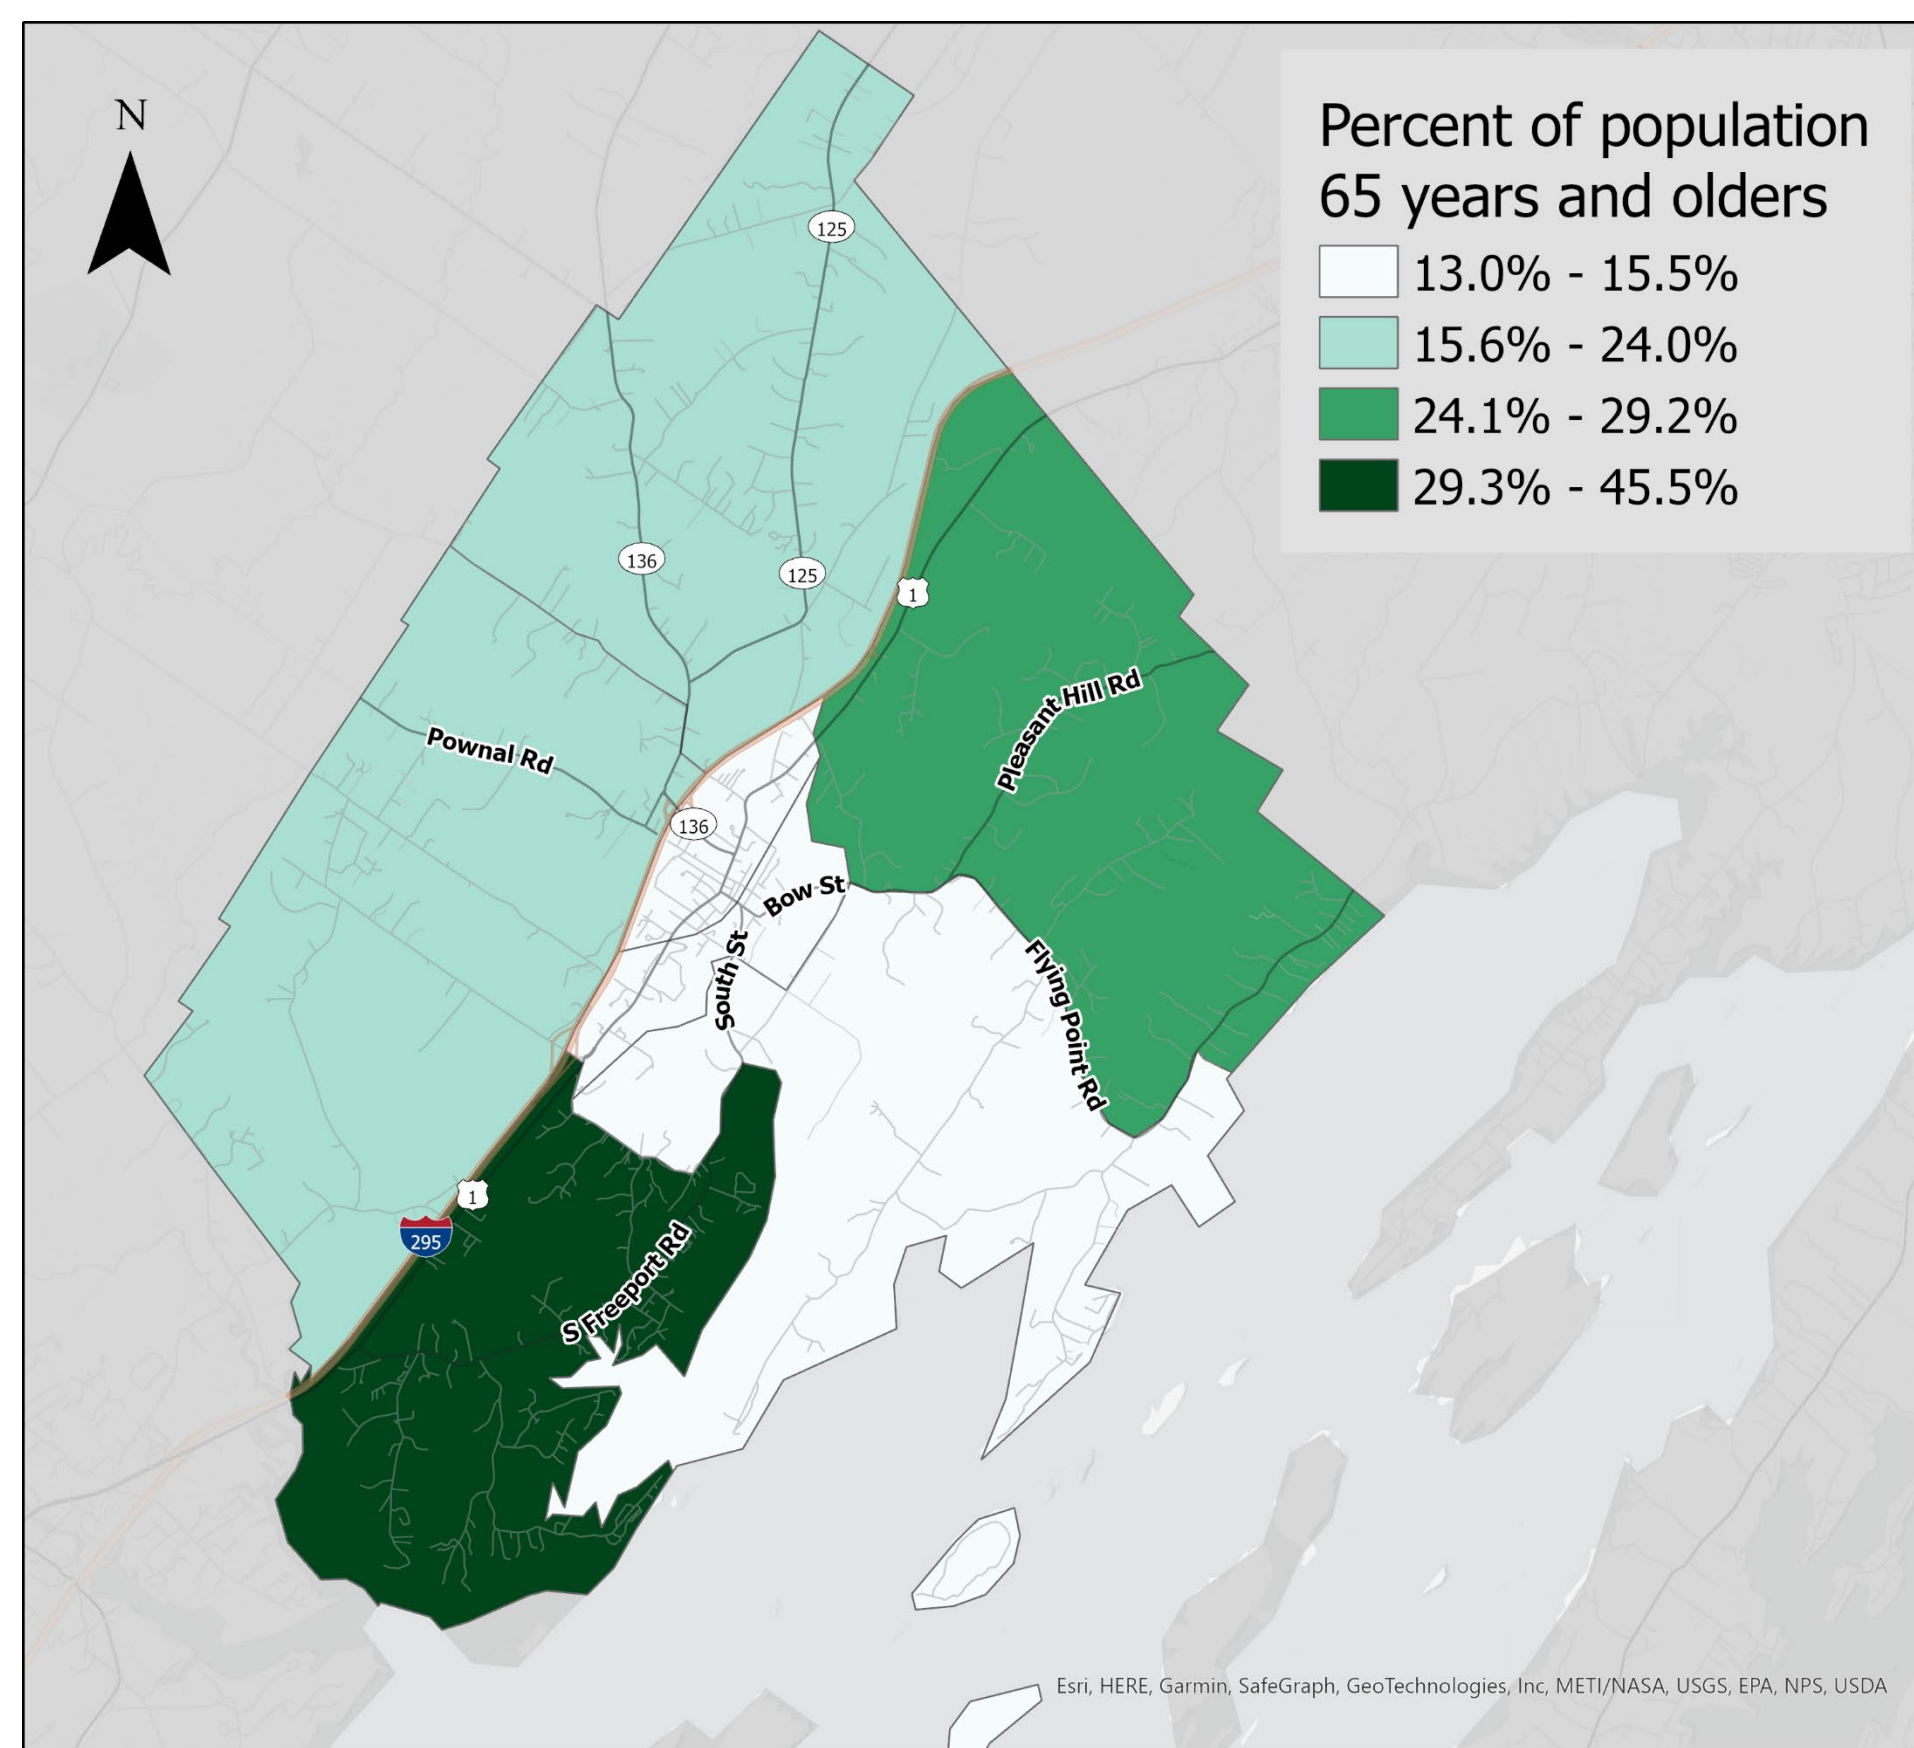 N
Percent of population
65 years and olders
13.0% - 15.5%
15.6% - 24.0%
24.1% - 29.2%
29.3% - 45.5%
125
136
125
1
Pleasant Hill Rd
Pownal Rd
136
Bow St
South St
Flying Point Rd
1
295
S Freeport Rd
Esri, HERE, Garmin, SafeGraph, GeoTechnologies, Inc, METI/NASA, USGS, EPA, NPS, USDA